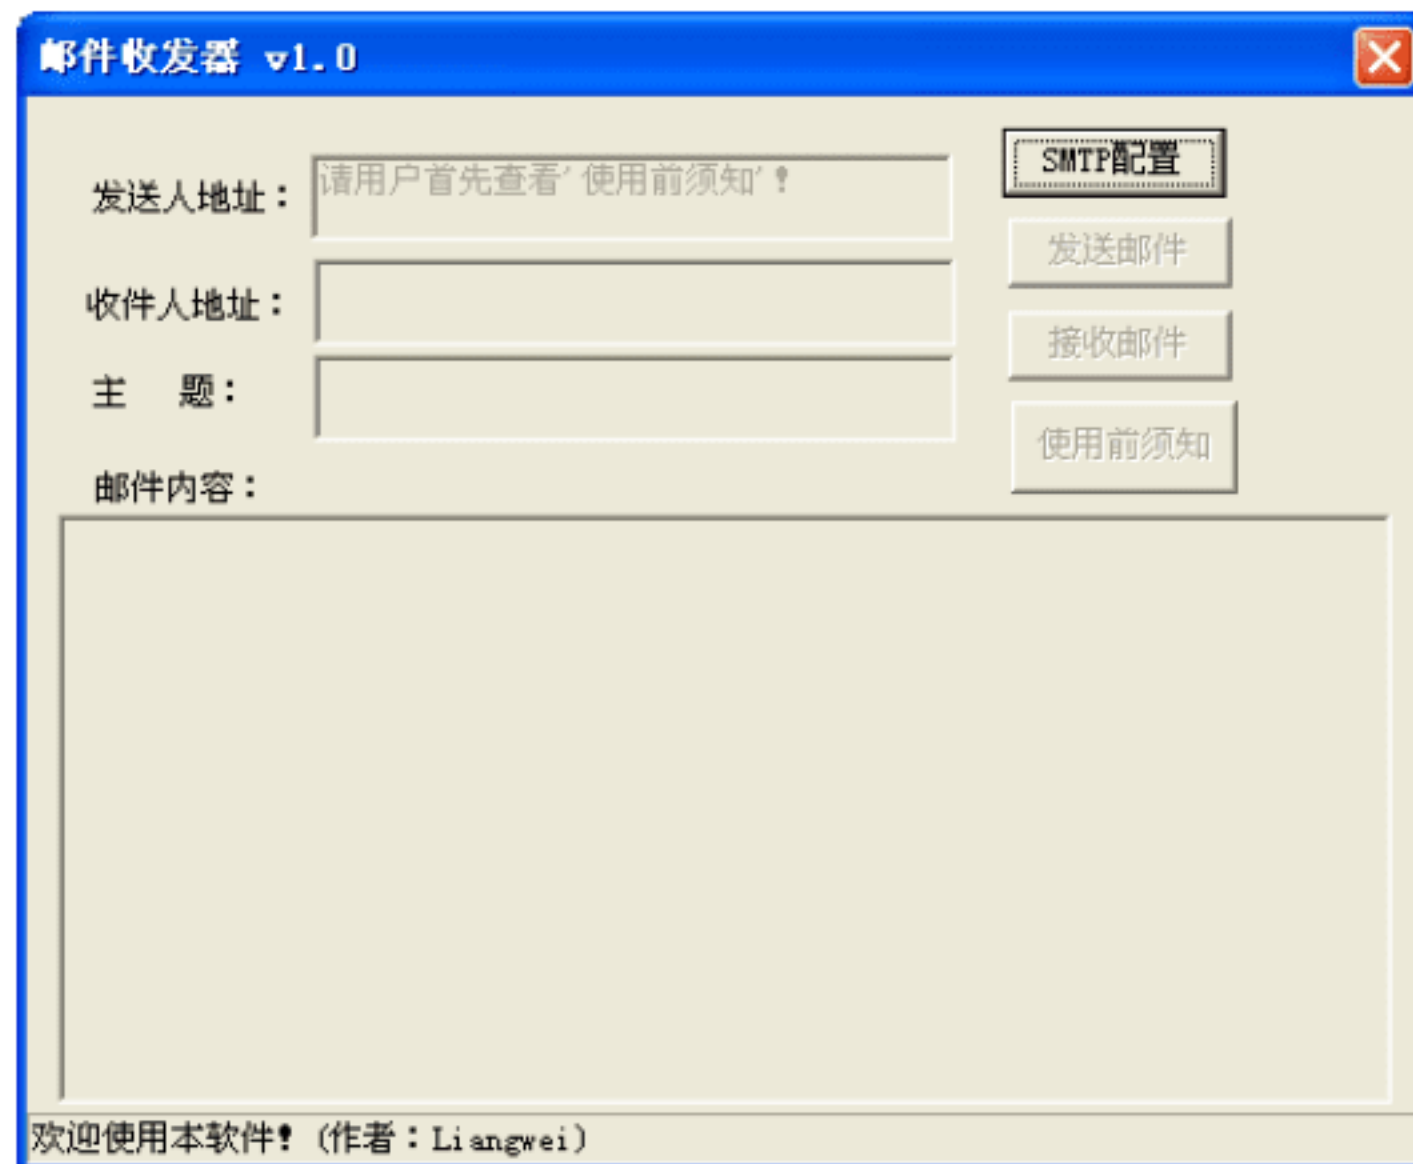 邮件收发器 v1.0
发送人地址：
请用户首先查看'使用前须知'！
SMTP配置
发送邮件
收件人地址：
接收邮件
主 题：
使用前须知
邮件内容：
欢迎使用本软件！(作者：Liangwei)